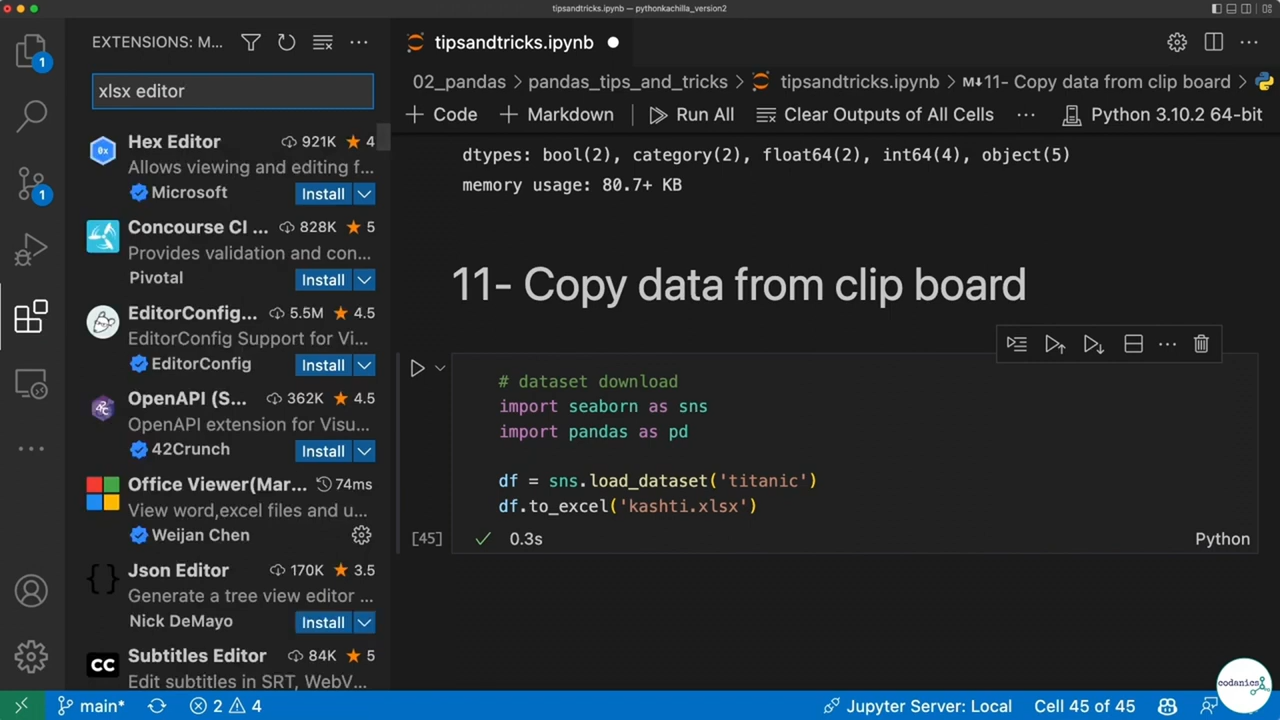 tipsandtricks.ipynb — pythonkachilla_version2
EXTENSIONS: M...
xlsx editor
Hex Editor 921K 4
Allows viewing and editing f...
Microsoft Install
Concourse CI ... 828K 5
Provides validation and con...
Pivotal Install
EditorConfig... 5.5M 4.5
EditorConfig Support for Vi...
EditorConfig Install
OpenAPI (S... 362K 4.5
OpenAPI extension for Visu...
42Crunch Install
Office Viewer(Mar... 74ms
View word,excel files and u...
Weijan Chen
Json Editor 170K 3.5
Generate a tree view editor ...
Nick DeMayo Install
CC Subtitles Editor 84K 5
Edit subtitles in SRT, WebV...
1
1
tipsandtricks.ipynb
02_pandas > pandas_tips_and_tricks > tipsandtricks.ipynb > M↓11- Copy data from clip board >
+ Code + Markdown Run All Clear Outputs of All Cells ... Python 3.10.2 64-bit
dtypes: bool(2), category(2), float64(2), int64(4), object(5)
memory usage: 80.7+ KB
11- Copy data from clip board
# dataset download
import seaborn as sns
import pandas as pd
df = sns.load_dataset('titanic')
df.to_excel('kashti.xlsx')
[45] 0.3s Python
codanics
main* 2 4 Jupyter Server: Local Cell 45 of 45